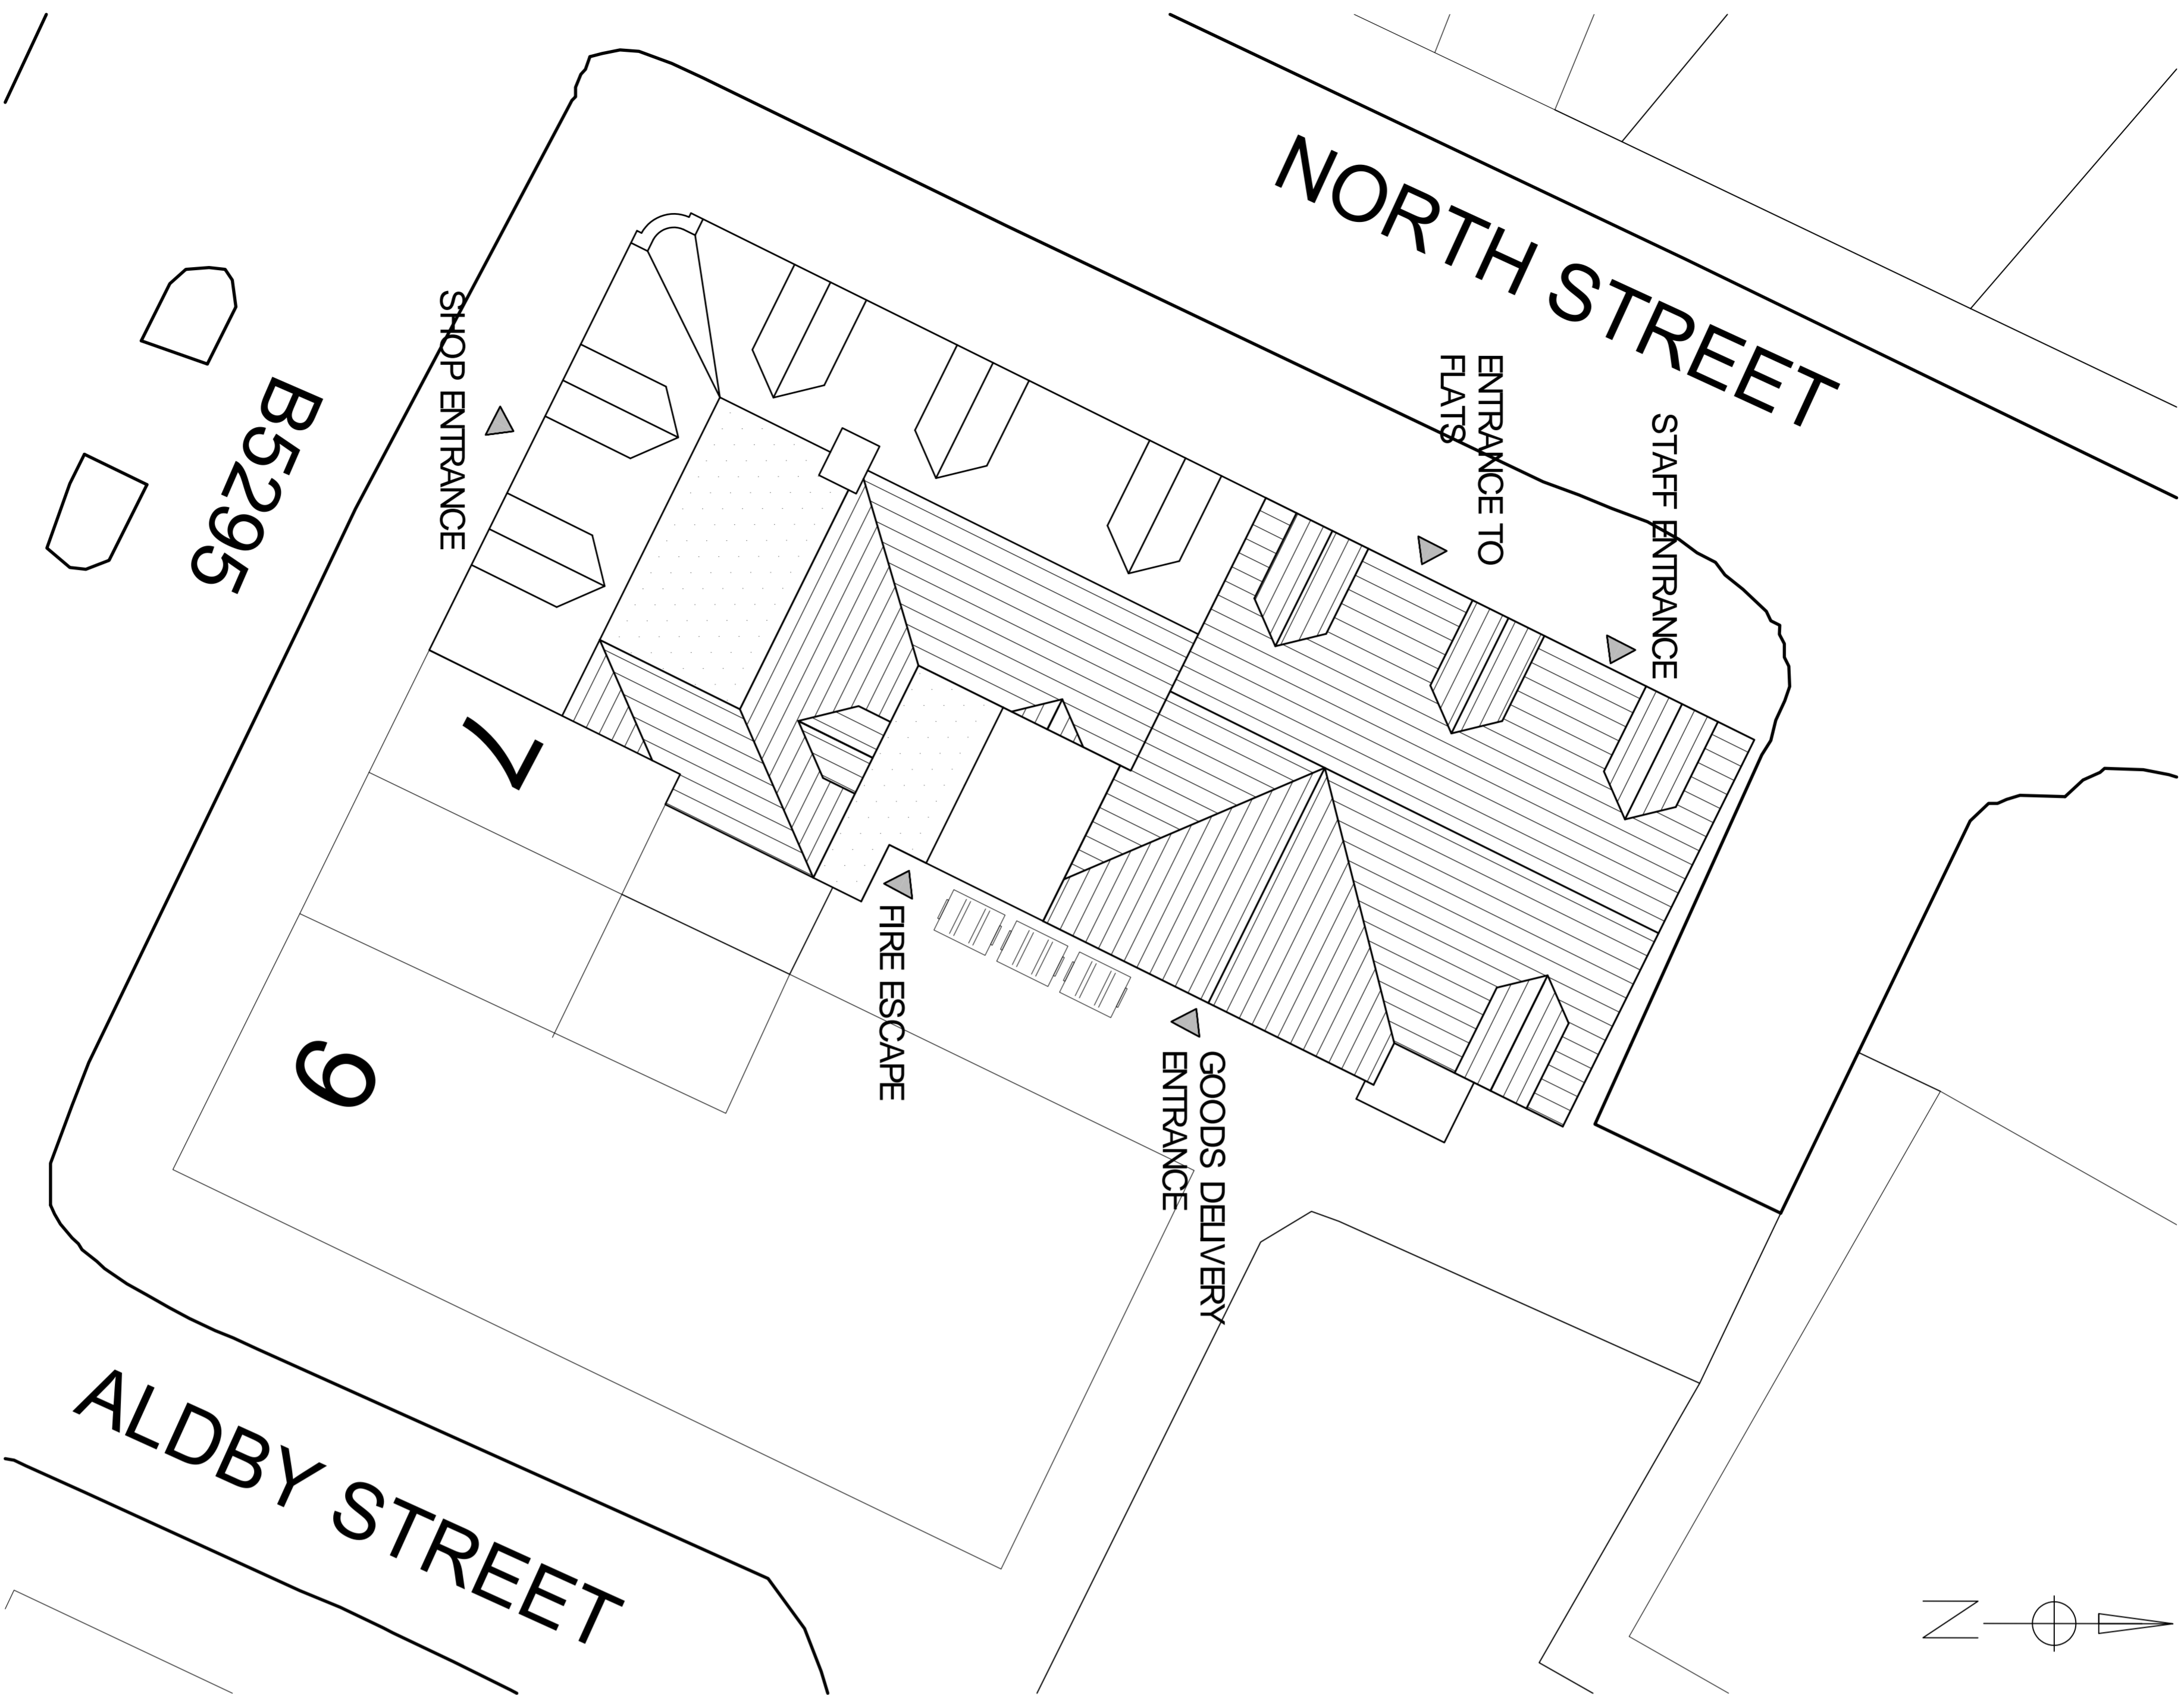 NORTH STREET
B5295
SHOP ENTRANCE
ENTRANCE TO
FLATS
STAFF ENTRANCE
7
9
FIRE ESCAPE
GOODS DELIVERY
ENTRANCE
ALDBY STREET
N